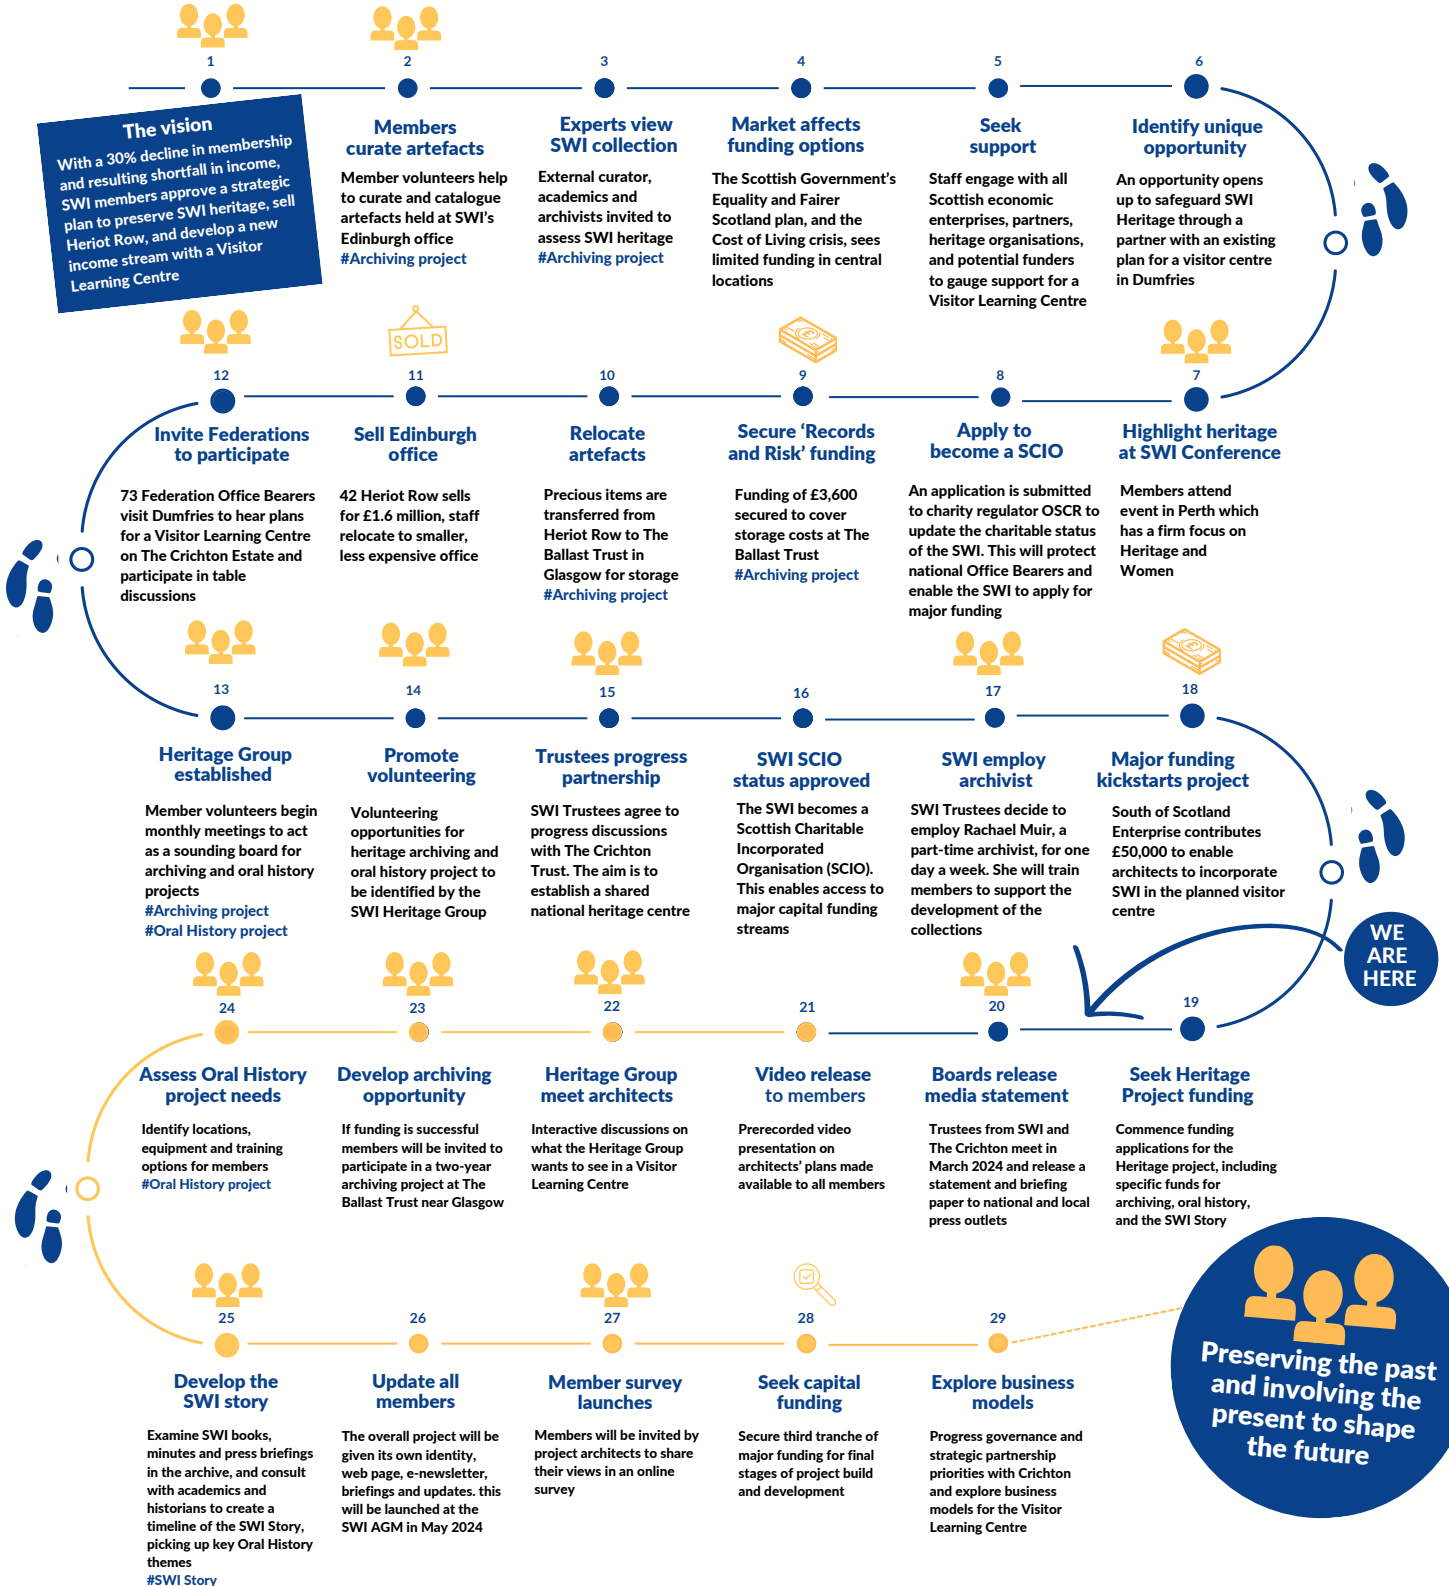 1
The vision
With a 30% decline in membership
and resulting shortfall in income,
SWI members approve a strategic
plan to preserve SWI heritage, sell
Heriot Row, and develop a new
income stream with a Visitor
Learning Centre
2
Members
curate artefacts
Member volunteers help
to curate and catalogue
artefacts held at SWI's
Edinburgh office
#Archiving project
3
Experts view
SWI collection
External curator,
academics and
archivists invited to
assess SWI heritage
#Archiving project
4
Market affects
funding options
The Scottish Government's
Equality and Fairer
Scotland plan, and the
Cost of Living crisis, sees
limited funding in central
locations
5
Seek
support
Staff engage with all
Scottish economic
enterprises, partners,
heritage organisations,
and potential funders
to gauge support for a
Visitor Learning Centre
6
Identify unique
opportunity
An opportunity opens
up to safeguard SWI
Heritage through a
partner with an existing
plan for a visitor centre
in Dumfries
7
Highlight heritage
at SWI Conference
Members attend
event in Perth which
has a firm focus on
Heritage and
Women
8
Apply to
become a SCIO
An application is submitted
to charity regulator OSCR to
update the charitable status
of the SWI. This will protect
national Office Bearers and
enable the SWI to apply for
major funding
9
Secure 'Records
and Risk' funding
Funding of £3,600
secured to cover
storage costs at The
Ballast Trust
#Archiving project
10
Relocate
artefacts
Precious items are
transferred from
Heriot Row to The
Ballast Trust in
Glasgow for storage
#Archiving project
SOLD
11
Sell Edinburgh
office
42 Heriot Row sells
for £1.6 million, staff
relocate to smaller,
less expensive office
12
Invite Federations
to participate
73 Federation Office Bearers
visit Dumfries to hear plans
for a Visitor Learning Centre
on The Crichton Estate and
participate in table
discussions
13
Heritage Group
established
Member volunteers begin
monthly meetings to act
as a sounding board for
archiving and oral history
projects
#Archiving project
#Oral History project
14
Promote
volunteering
Volunteering
opportunities for
heritage archiving and
oral history project to
be identified by the
SWI Heritage Group
15
Trustees progress
partnership
SWI Trustees agree to
progress discussions
with The Crichton
Trust. The aim is to
establish a shared
national heritage centre
16
SWI SCIO
status approved
The SWI becomes a
Scottish Charitable
Incorporated
Organisation (SCIO).
This enables access to
major capital funding
streams
17
SWI employ
archivist
SWI Trustees decide to
employ Rachael Muir, a
part-time archivist, for one
day a week. She will train
members to support the
development of the
collections
18
Major funding
kickstarts project
South of Scotland
Enterprise contributes
£50,000 to enable
architects to incorporate
SWI in the planned visitor
centre
WE
ARE
HERE
19
Seek Heritage
Project funding
Commence funding
applications for the
Heritage project, including
specific funds for
archiving, oral history,
and the SWI Story
20
Boards release
media statement
Trustees from SWI and
The Crichton meet in
March 2024 and release a
statement and briefing
paper to national and local
press outlets
21
Video release
to members
Prerecorded video
presentation on
architects' plans made
available to all members
22
Heritage Group
meet architects
Interactive discussions on
what the Heritage Group
wants to see in a Visitor
Learning Centre
23
Develop archiving
opportunity
If funding is successful
members will be invited to
participate in a two-year
archiving project at The
Ballast Trust near Glasgow
24
Assess Oral History
project needs
Identify locations,
equipment and training
options for members
#Oral History project
25
Develop the
SWI story
Examine SWI books,
minutes and press briefings
in the archive, and consult
with academics and
historians to create a
timeline of the SWI Story,
picking up key Oral History
themes
#SWI Story
26
Update all
members
The overall project will be
given its own identity,
web page, e-newsletter,
briefings and updates. this
will be launched at the
SWI AGM in May 2024
27
Member survey
launches
Members will be invited by
project architects to share
their views in an online
survey
28
Seek capital
funding
Secure third tranche of
major funding for final
stages of project build
and development
29
Explore business
models
Progress governance and
strategic partnership
priorities with Crichton
and explore business
models for the Visitor
Learning Centre
Preserving the past
and involving the
present to shape
the future